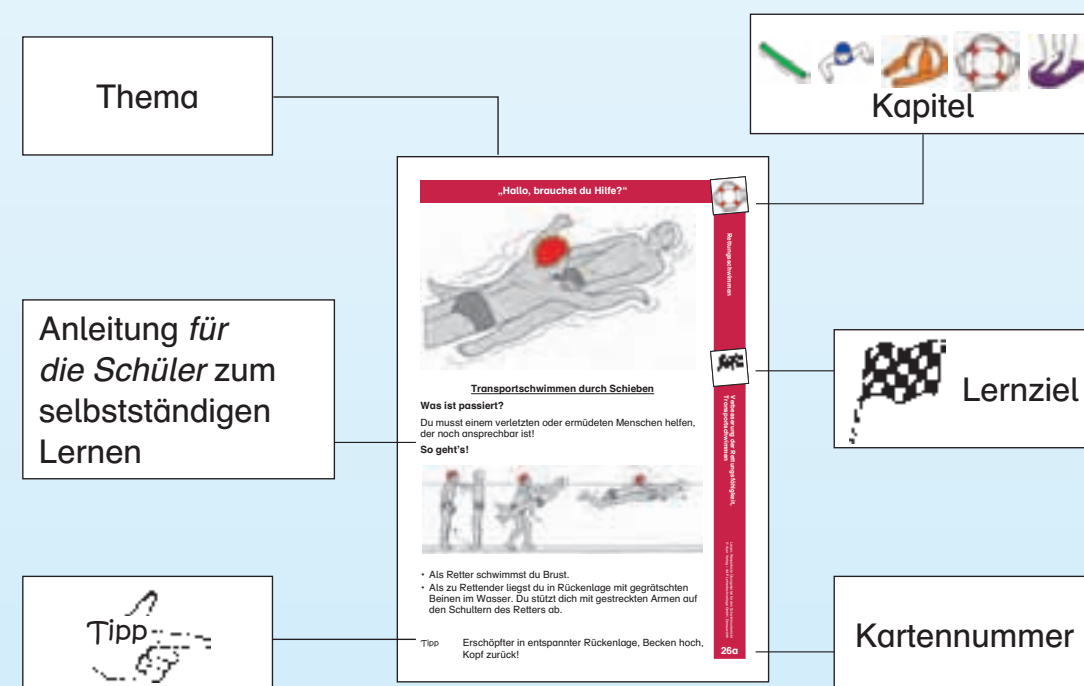 Thema
Kapitel
„Hallo, brauchst du Hilfe?“
Rettungsschwimmen
Anleitung für
die Schüler zum
selbstständigen
Lernen
Lernziel
Transportschwimmen durch Schieben
Was ist passiert?
Du musst einem verletzten oder ermüdeten Menschen helfen,
der noch ansprechbar ist!
So geht's!
Verbesserung der Rettungsfähigkeit,
Transportschwimmen
• Als Retter schwimmst du Brust.
• Als zu Rettender liegst du in Rückenlage mit gegrätschten
Beinen im Wasser. Du stützt dich mit gestreckten Armen auf
den Schultern des Retters ab.
Tipp
Tipp Erschöpfter in entspannter Rückenlage, Becken hoch,
Kopf zurück!
26a
Kartennummer